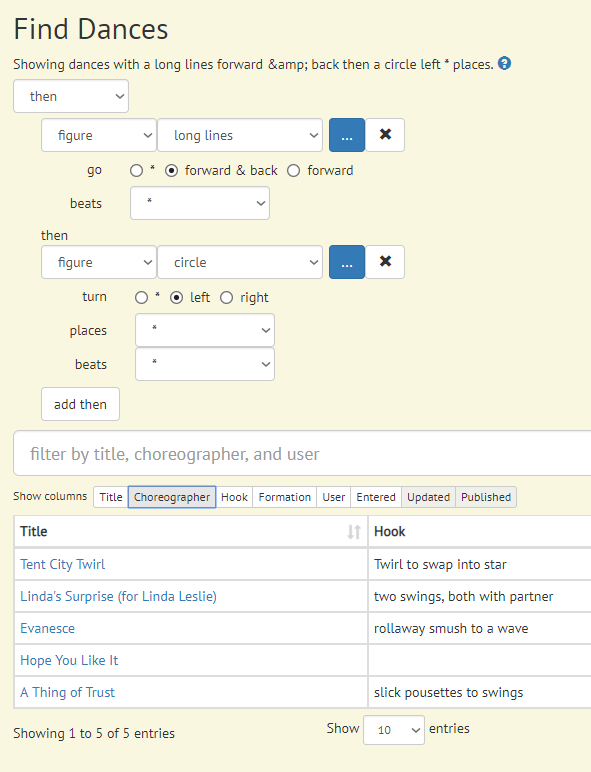 Find Dances
Showing dances with a long lines forward &amp; back then a circle left * places. ?
then
figure long lines ... ✖
go * forward & back forward
beats *
then
figure circle ... ✖
turn * left right
places *
beats *
add then
filter by title, choreographer, and user
Show columns Title Choreographer Hook Formation User Entered Updated Published
Title Hook
Tent City Twirl Twirl to swap into star
Linda's Surprise (for Linda Leslie) two swings, both with partner
Evanesce rollaway smush to a wave
Hope You Like It
A Thing of Trust slick pousettes to swings
Showing 1 to 5 of 5 entries Show 10 entries